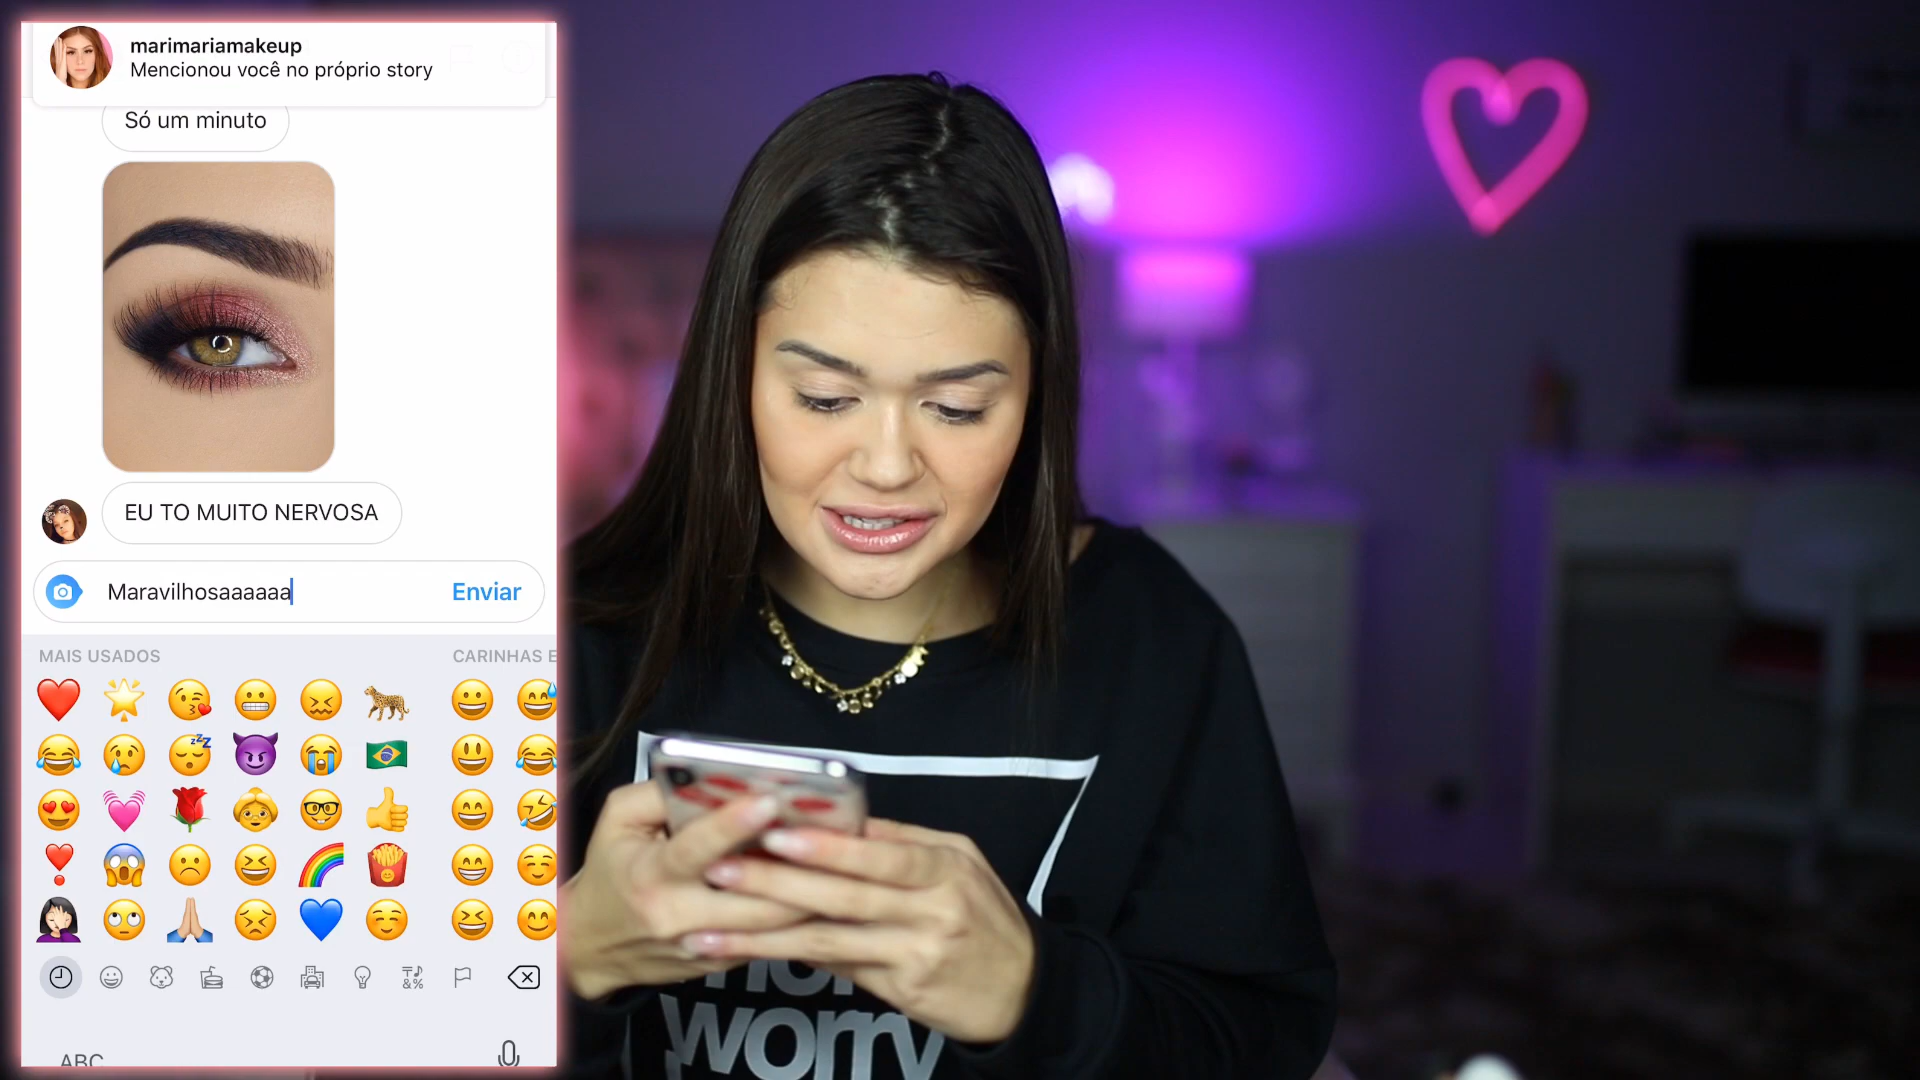 marimariamakeup
Mencionou você no próprio story
Só um minuto
EU TO MUITO NERVOSA
Maravilhosaaaaaa
Enviar
MAIS USADOS
CARINHAS E
ABC
worry